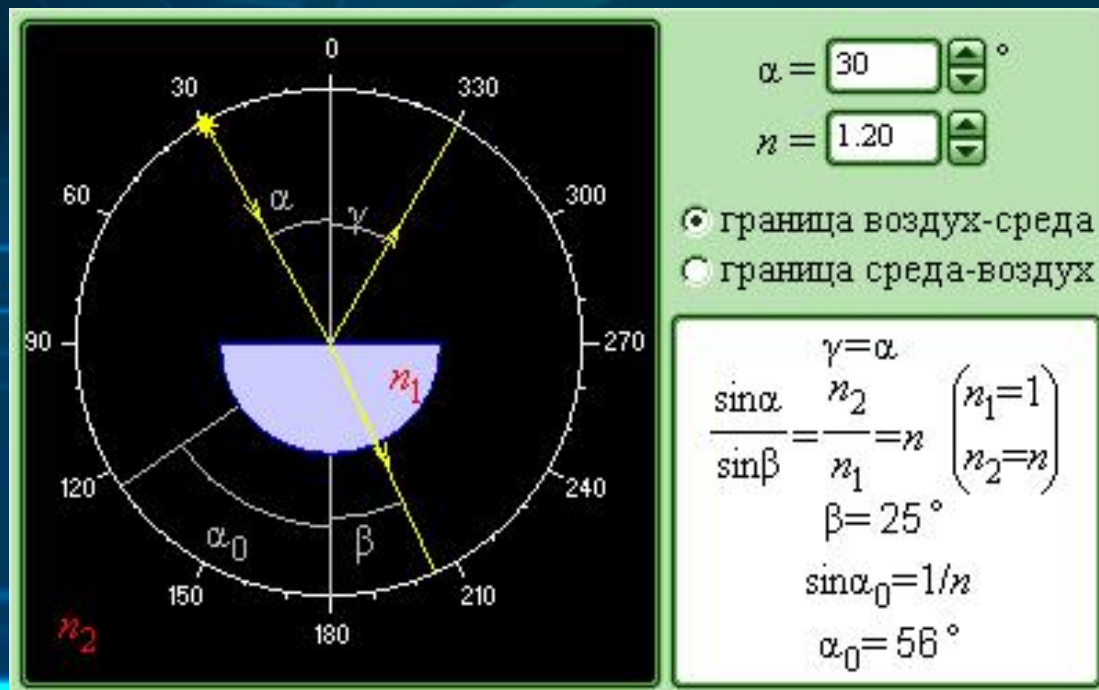 0
30
330
α
γ
60
300
90
270
n₁
120
240
α₀
β
150
210
n₂
180
α = 30 °
n = 1.20
граница воздух-среда
граница среда-воздух
γ=α
sinα/sinβ = n₂/n₁ = n (n₁=1 n₂=n)
β= 25 °
sinα₀=1/n
α₀= 56 °